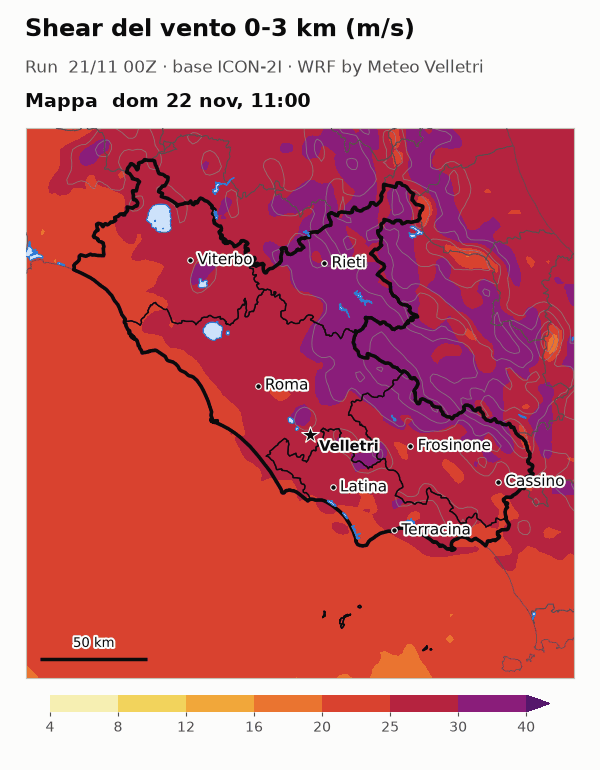 Shear del vento 0-3 km (m/s)
Run  21/11 00Z · base ICON-2I · WRF by Meteo Velletri
Mappa  dom 22 nov, 11:00
Viterbo
Rieti
Roma
Velletri
Frosinone
Latina
Cassino
Terracina
50 km
4 8 12 16 20 25 30 40